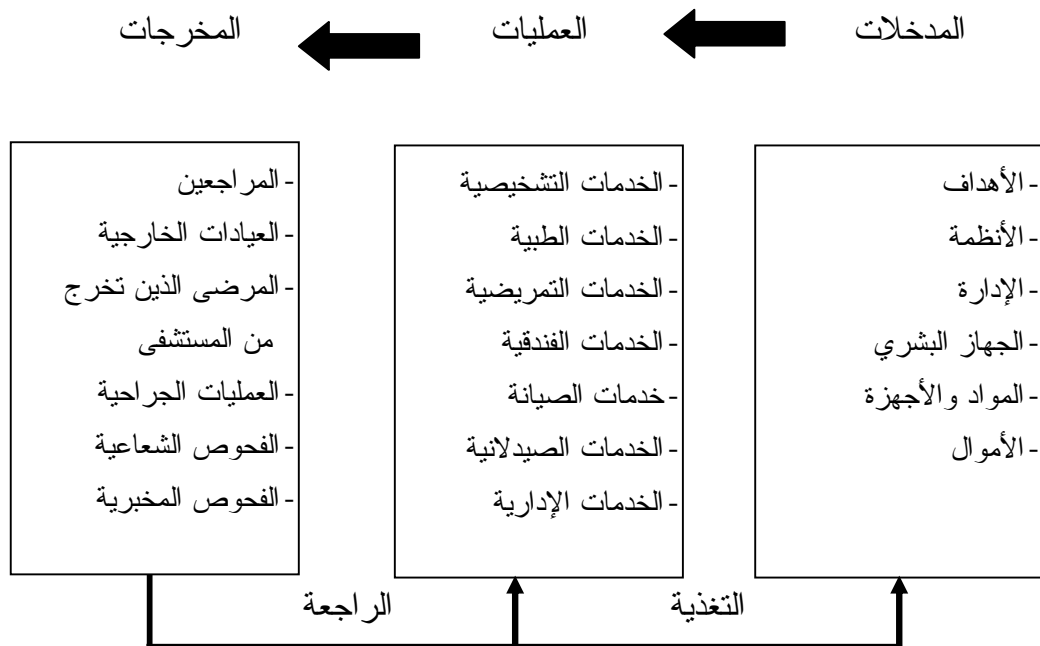 المدخلات
العمليات
المخرجات
- الأهداف
- الأنظمة
- الإدارة
- الجهاز البشري
- المواد والأجهزة
- الأموال
- الخدمات التشخيصية
- الخدمات الطبية
- الخدمات التمريضية
- الخدمات الفندقية
- خدمات الصيانة
- الخدمات الصيدلانية
- الخدمات الإدارية
- المراجعين
- العيادات الخارجية
- المرضى الذين تخرج
من المستشفى
- العمليات الجراحية
- الفحوص الشعاعية
- الفحوص المخبرية
التغذية
الراجعة